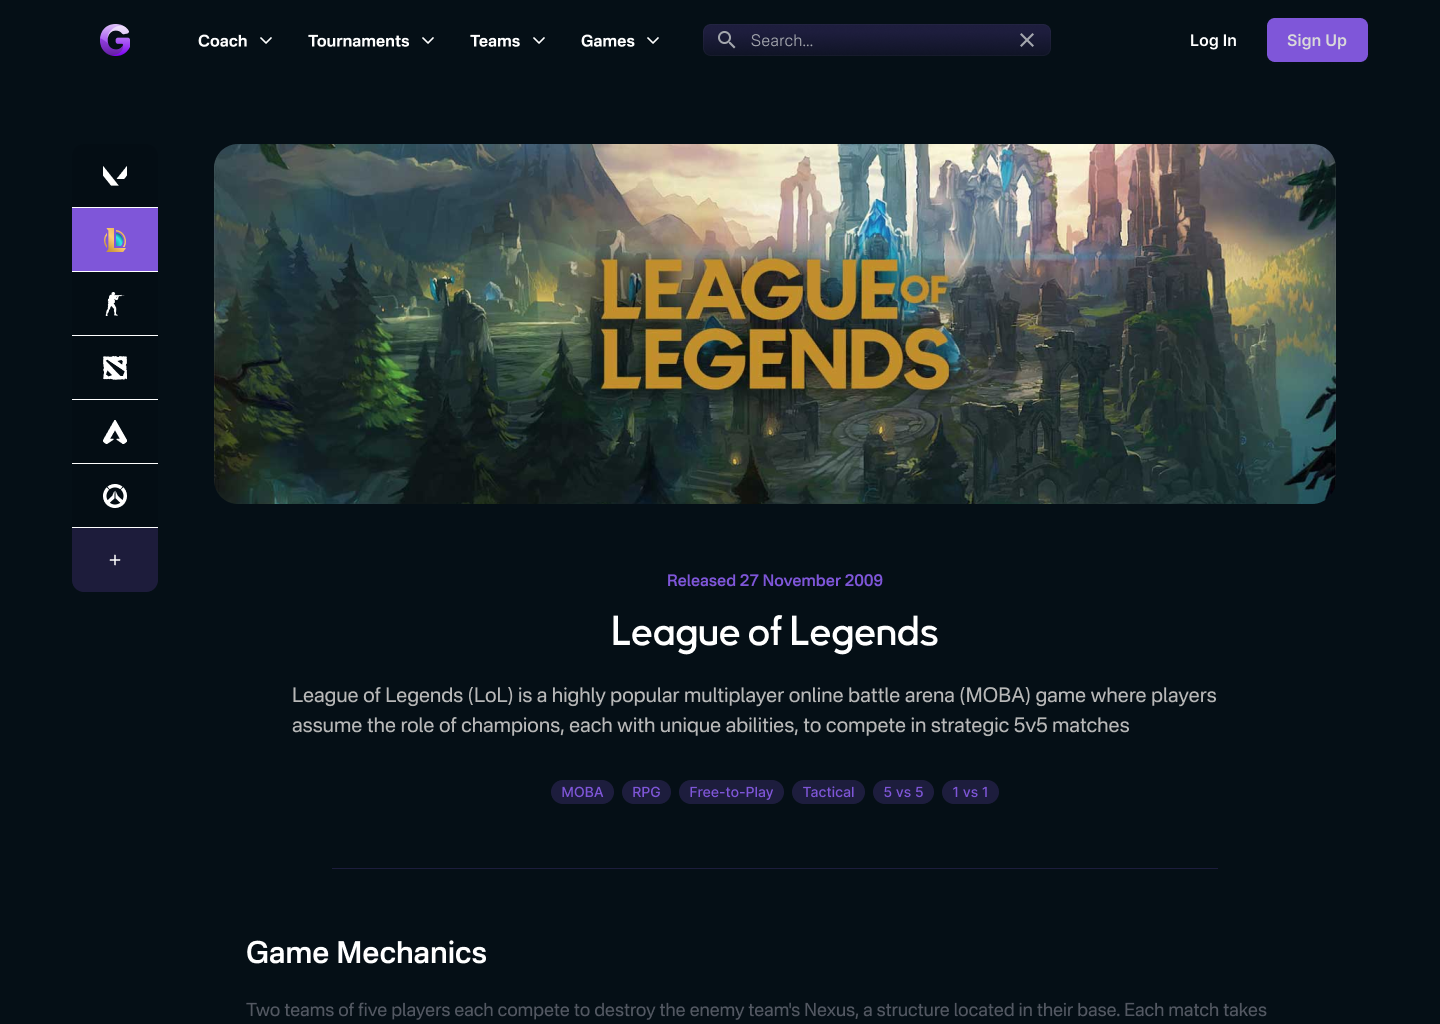 G
Coach Tournaments Teams Games Search... Log In Sign Up
LEAGUE OF
LEGENDS
Released 27 November 2009
League of Legends
League of Legends (LoL) is a highly popular multiplayer online battle arena (MOBA) game where players
assume the role of champions, each with unique abilities, to compete in strategic 5v5 matches
MOBA RPG Free-to-Play Tactical 5 vs 5 1 vs 1
Game Mechanics
Two teams of five players each compete to destroy the enemy team's Nexus, a structure located in their base. Each match takes